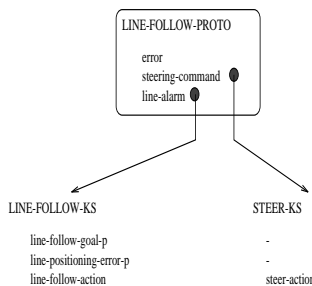 LINE-FOLLOW-PROTO
error
steering-command
line-alarm
LINE-FOLLOW-KS
STEER-KS
line-follow-goal-p
-
line-positioning-error-p
-
line-follow-action
steer-action